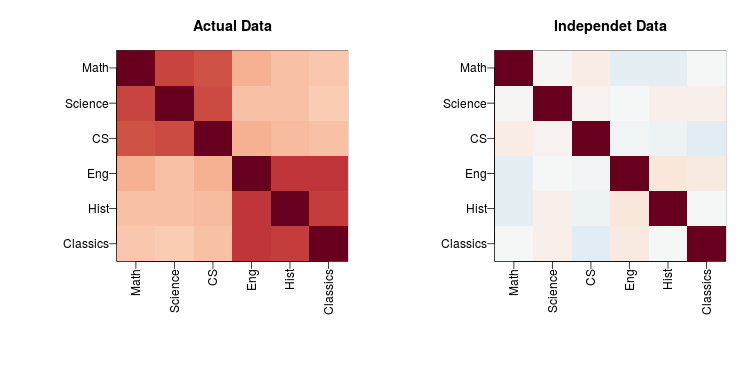 Actual Data
Math
Science
CS
Eng
Hist
Classics
Math
Science
CS
Eng
Hist
Classics
Independet Data
Math
Science
CS
Eng
Hist
Classics
Math
Science
CS
Eng
Hist
Classics